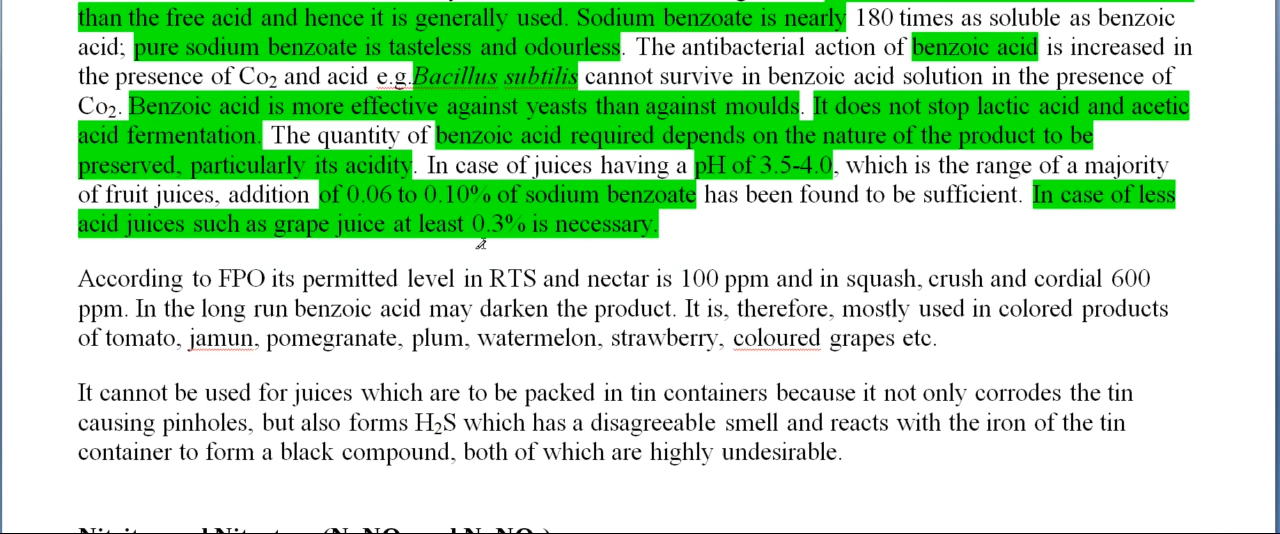 than the free acid and hence it is generally used. Sodium benzoate is nearly 180 times as soluble as benzoic
acid; pure sodium benzoate is tasteless and odourless. The antibacterial action of benzoic acid is increased in
the presence of Co₂ and acid e.g.Bacillus subtilis cannot survive in benzoic acid solution in the presence of
Co₂. Benzoic acid is more effective against yeasts than against moulds. It does not stop lactic acid and acetic
acid fermentation. The quantity of benzoic acid required depends on the nature of the product to be
preserved, particularly its acidity. In case of juices having a pH of 3.5-4.0, which is the range of a majority
of fruit juices, addition of 0.06 to 0.10% of sodium benzoate has been found to be sufficient. In case of less
acid juices such as grape juice at least 0.3% is necessary.
According to FPO its permitted level in RTS and nectar is 100 ppm and in squash, crush and cordial 600
ppm. In the long run benzoic acid may darken the product. It is, therefore, mostly used in colored products
of tomato, jamun, pomegranate, plum, watermelon, strawberry, coloured grapes etc.
It cannot be used for juices which are to be packed in tin containers because it not only corrodes the tin
causing pinholes, but also forms H₂S which has a disagreeable smell and reacts with the iron of the tin
container to form a black compound, both of which are highly undesirable.